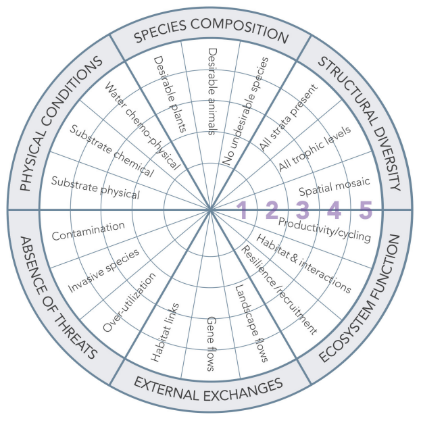 SPECIES COMPOSITION
STRUCTURAL DIVERSITY
ECOSYSTEM FUNCTION
EXTERNAL EXCHANGES
ABSENCE OF THREATS
PHYSICAL CONDITIONS
Desirable plants
Desirable animals
No undesirable species
All strata present
All trophic levels
Spatial mosaic
1 2 3 4 5
Productivity/cycling
Habitat & interactions
Resilience/recruitment
Landscape flows
Gene flows
Habitat links
Over-utilization
Invasive species
Contamination
Substrate physical
Substrate chemical
Water chemo-physical